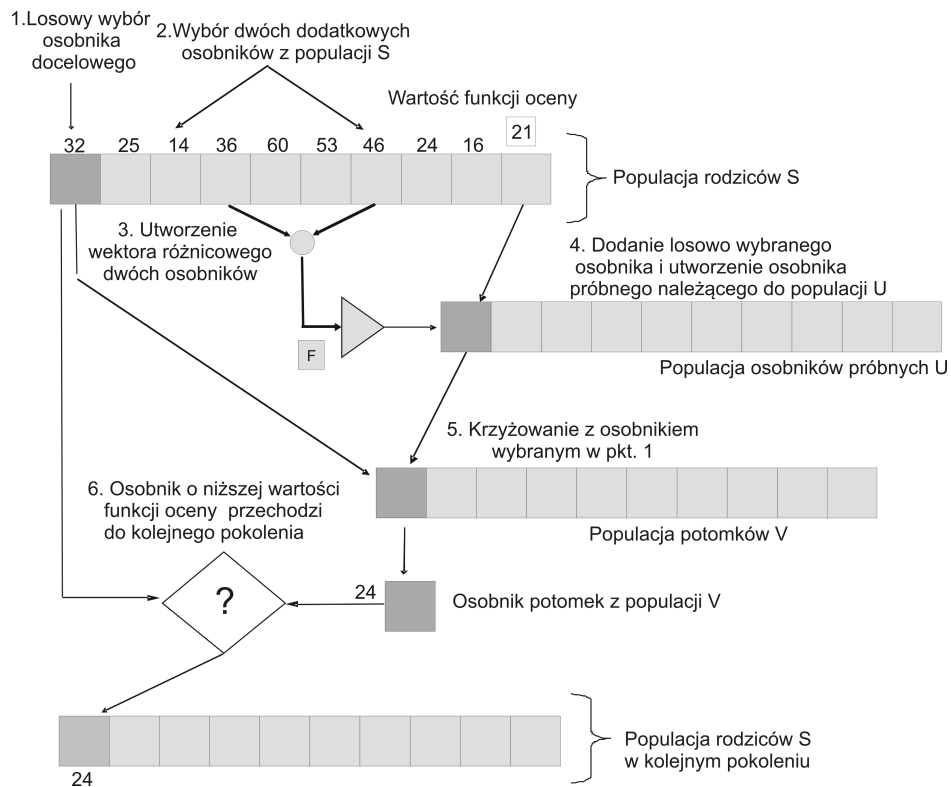 1.Losowy wybór
osobnika
docelowego
2.Wybór dwóch dodatkowych
osobników z populacji S
Wartość funkcji oceny
32 25 14 36 60 53 46 24 16 21
Populacja rodziców S
3. Utworzenie
wektora różnicowego
dwóch osobników
4. Dodanie losowo wybranego
osobnika i utworzenie osobnika
próbnego należącego do populacji U
F
Populacja osobników próbnych U
5. Krzyżowanie z osobnikiem
wybranym w pkt. 1
6. Osobnik o niższej wartości
funkcji oceny przechodzi
do kolejnego pokolenia
Populacja potomków V
?
24
Osobnik potomek z populacji V
Populacja rodziców S
w kolejnym pokoleniu
24